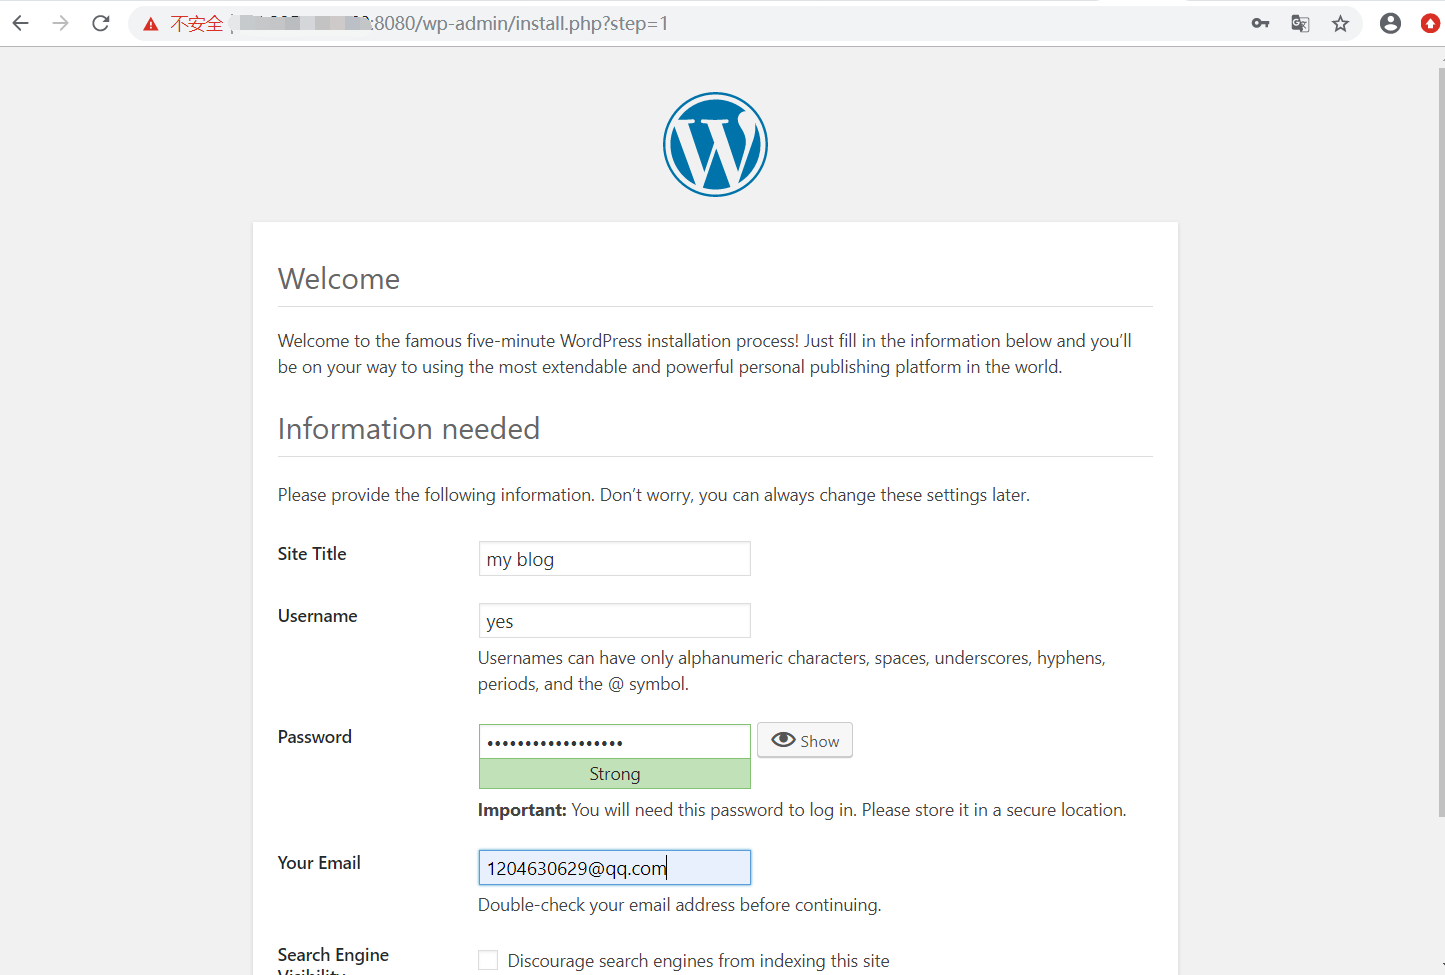 不安全 :8080/wp-admin/install.php?step=1
Welcome
Welcome to the famous five-minute WordPress installation process! Just fill in the information below and you’ll
be on your way to using the most extendable and powerful personal publishing platform in the world.
Information needed
Please provide the following information. Don’t worry, you can always change these settings later.
Site Title
my blog
Username
yes
Usernames can have only alphanumeric characters, spaces, underscores, hyphens,
periods, and the @ symbol.
Password
••••••••••••••••••
Show
Strong
Important: You will need this password to log in. Please store it in a secure location.
Your Email
1204630629@qq.com
Double-check your email address before continuing.
Search Engine
Visibility
Discourage search engines from indexing this site